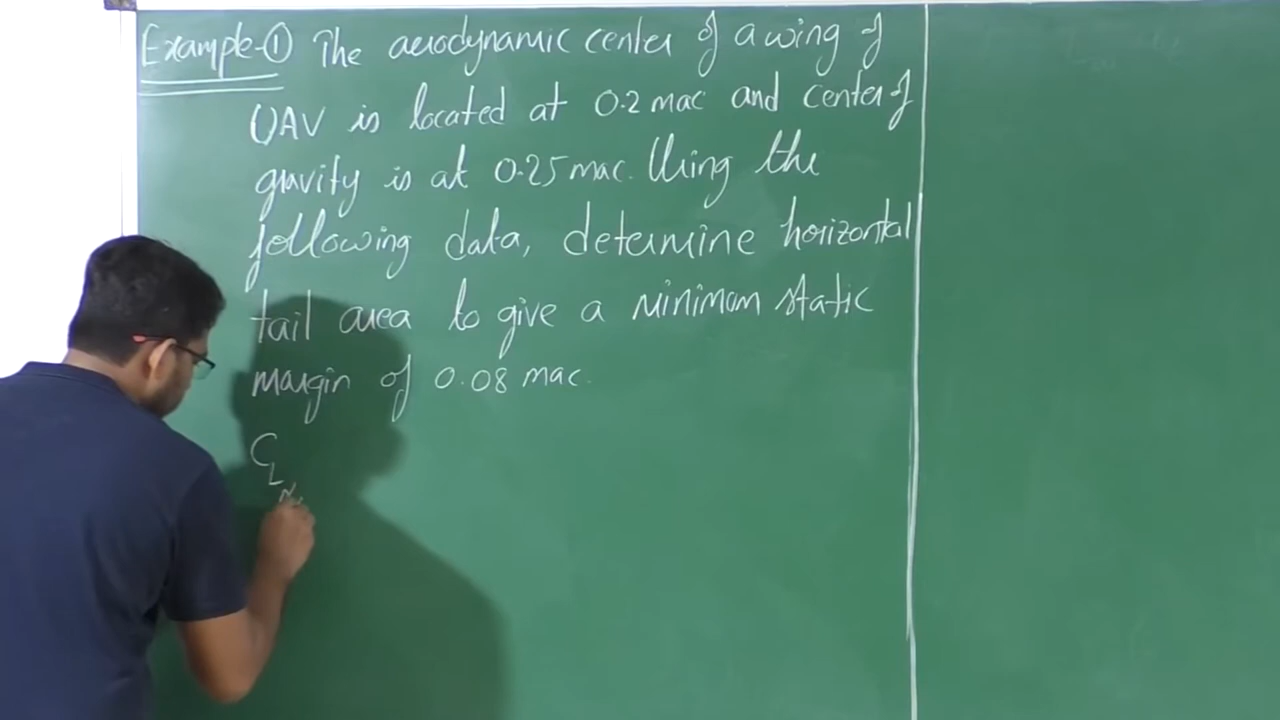 Example-① The aerodynamic center of a wing of
UAV is located at 0.2 mac and center of
gravity is at 0.25 mac. Using the
following data, determine horizontal
tail area to give a minimum static
margin of 0.08 mac.
C_L